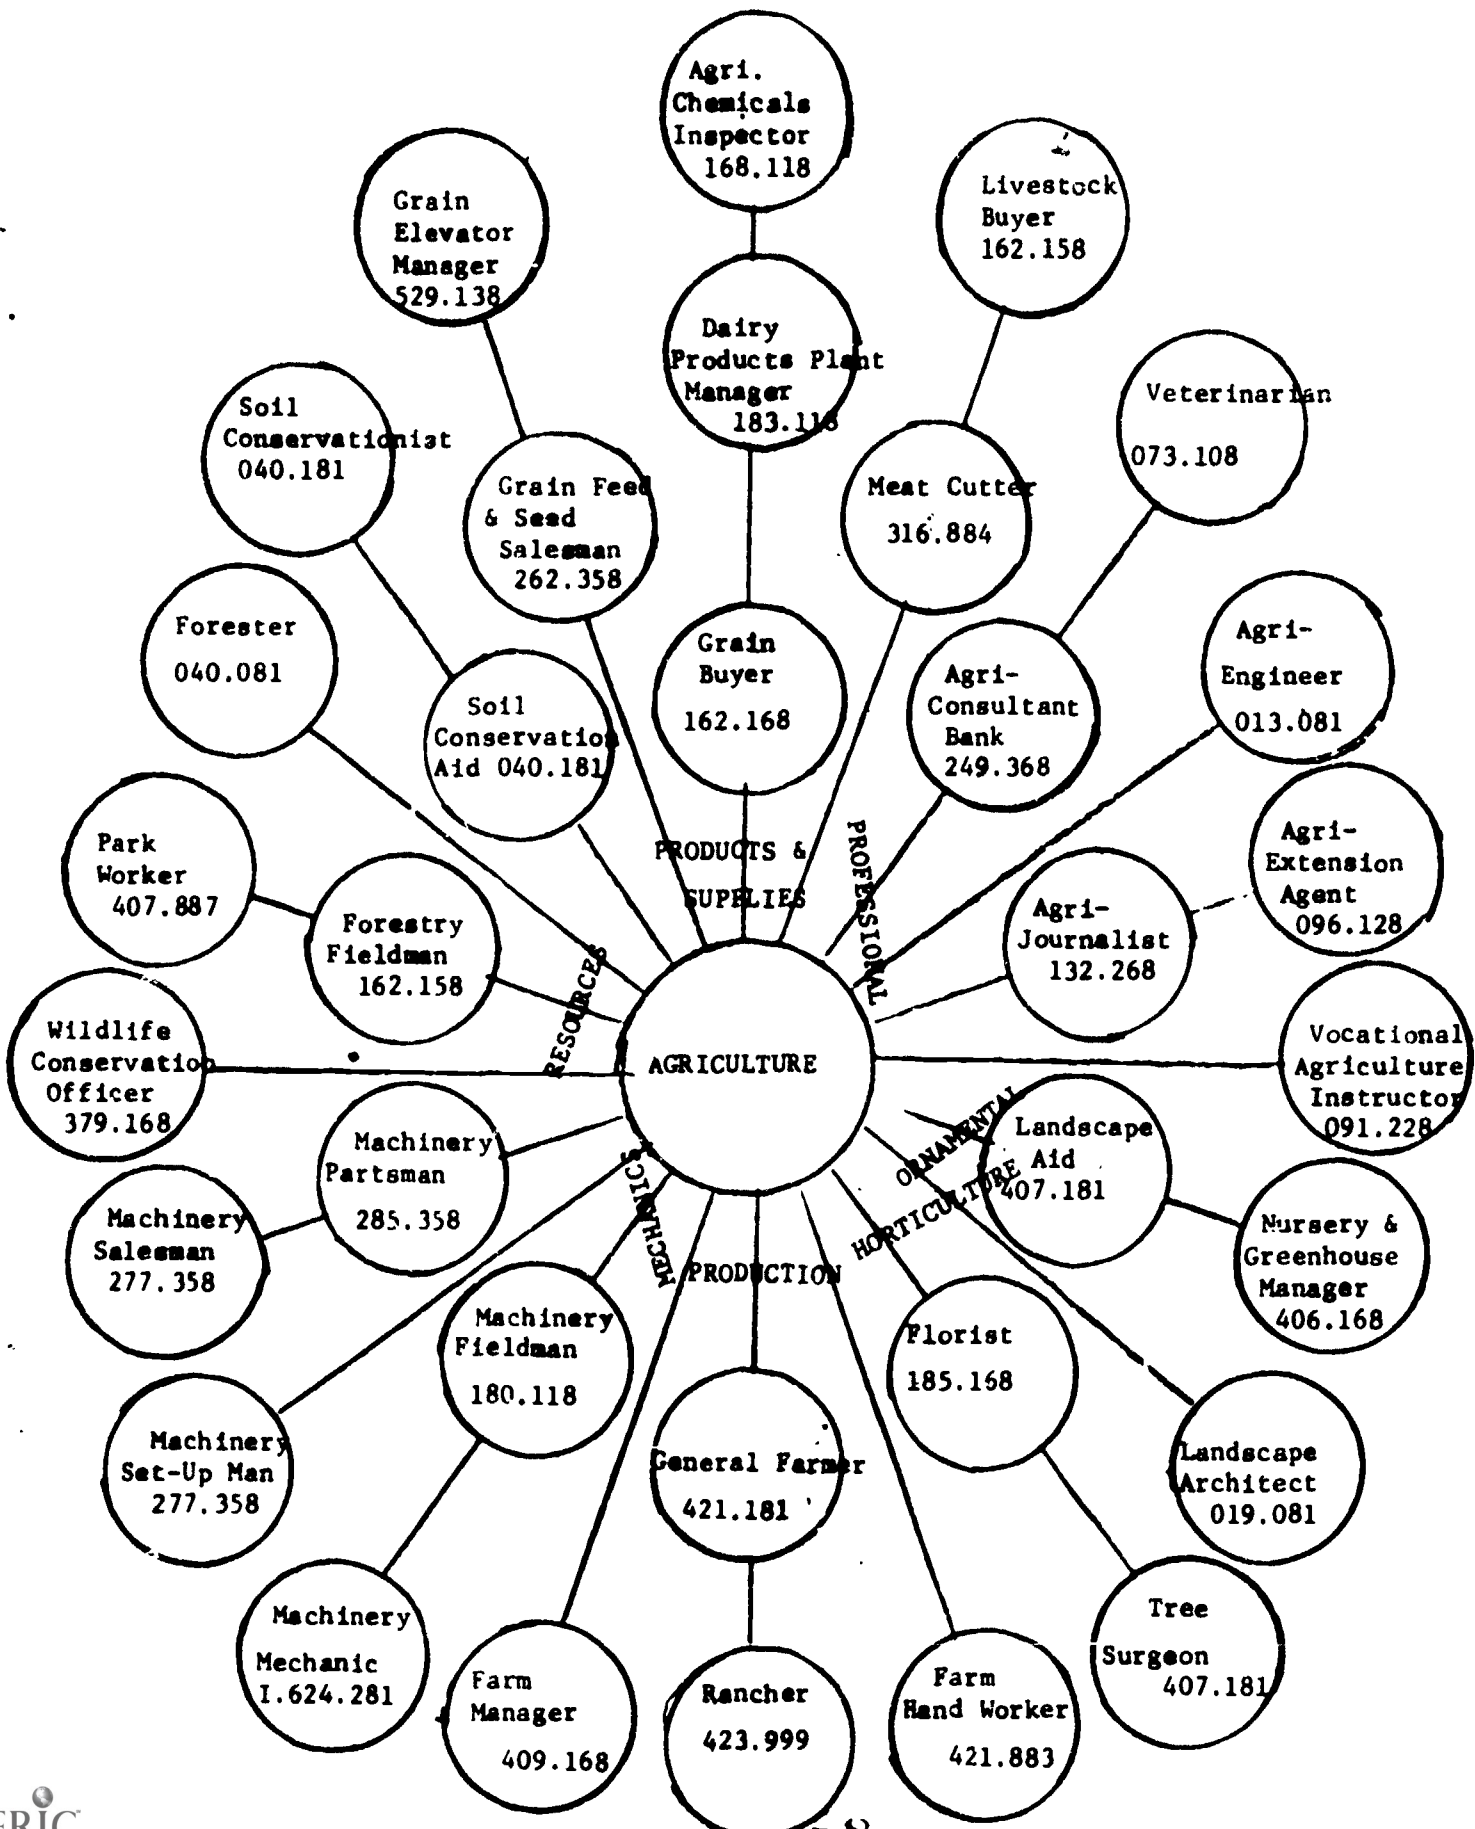 Agri.
Chemicals
Inspector
168.118
Livestock
Buyer
162.158
Grain
Elevator
Manager
529.138
Dairy
Products Plant
Manager
183.118
Veterinarian
073.108
Soil
Conservationist
040.181
Grain Feed
& Seed
Salesman
262.358
Meat Cutter
316.884
Forester
040.081
Grain
Buyer
162.168
Agri-
Engineer
013.081
Soil
Conservation
Aid 040.181
Agri-
Consultant
Bank
249.368
Park
Worker
407.887
PRODUCTS &
SUPPLIES
PROFESSIONAL
Agri-
Extension
Agent
096.128
Forestry
Fieldman
162.158
Agri-
Journalist
132.268
RESOURCES
Wildlife
Conservation
Officer
379.168
AGRICULTURE
Vocational
Agriculture
Instructor
091.228
Machinery
Partsman
285.358
ORNAMENTAL
HORTICULTURE
Landscape
Aid
407.181
MECHANICS
Machinery
Salesman
277.358
Nursery &
Greenhouse
Manager
406.168
PRODUCTION
Machinery
Fieldman
180.118
Florist
185.168
Machinery
Set-Up Man
277.358
General Farmer
421.181
Landscape
Architect
019.081
Machinery
Mechanic
I.624.281
Tree
Surgeon
407.181
Farm
Manager
409.168
Rancher
423.999
Farm
Hand Worker
421.883
ERIC